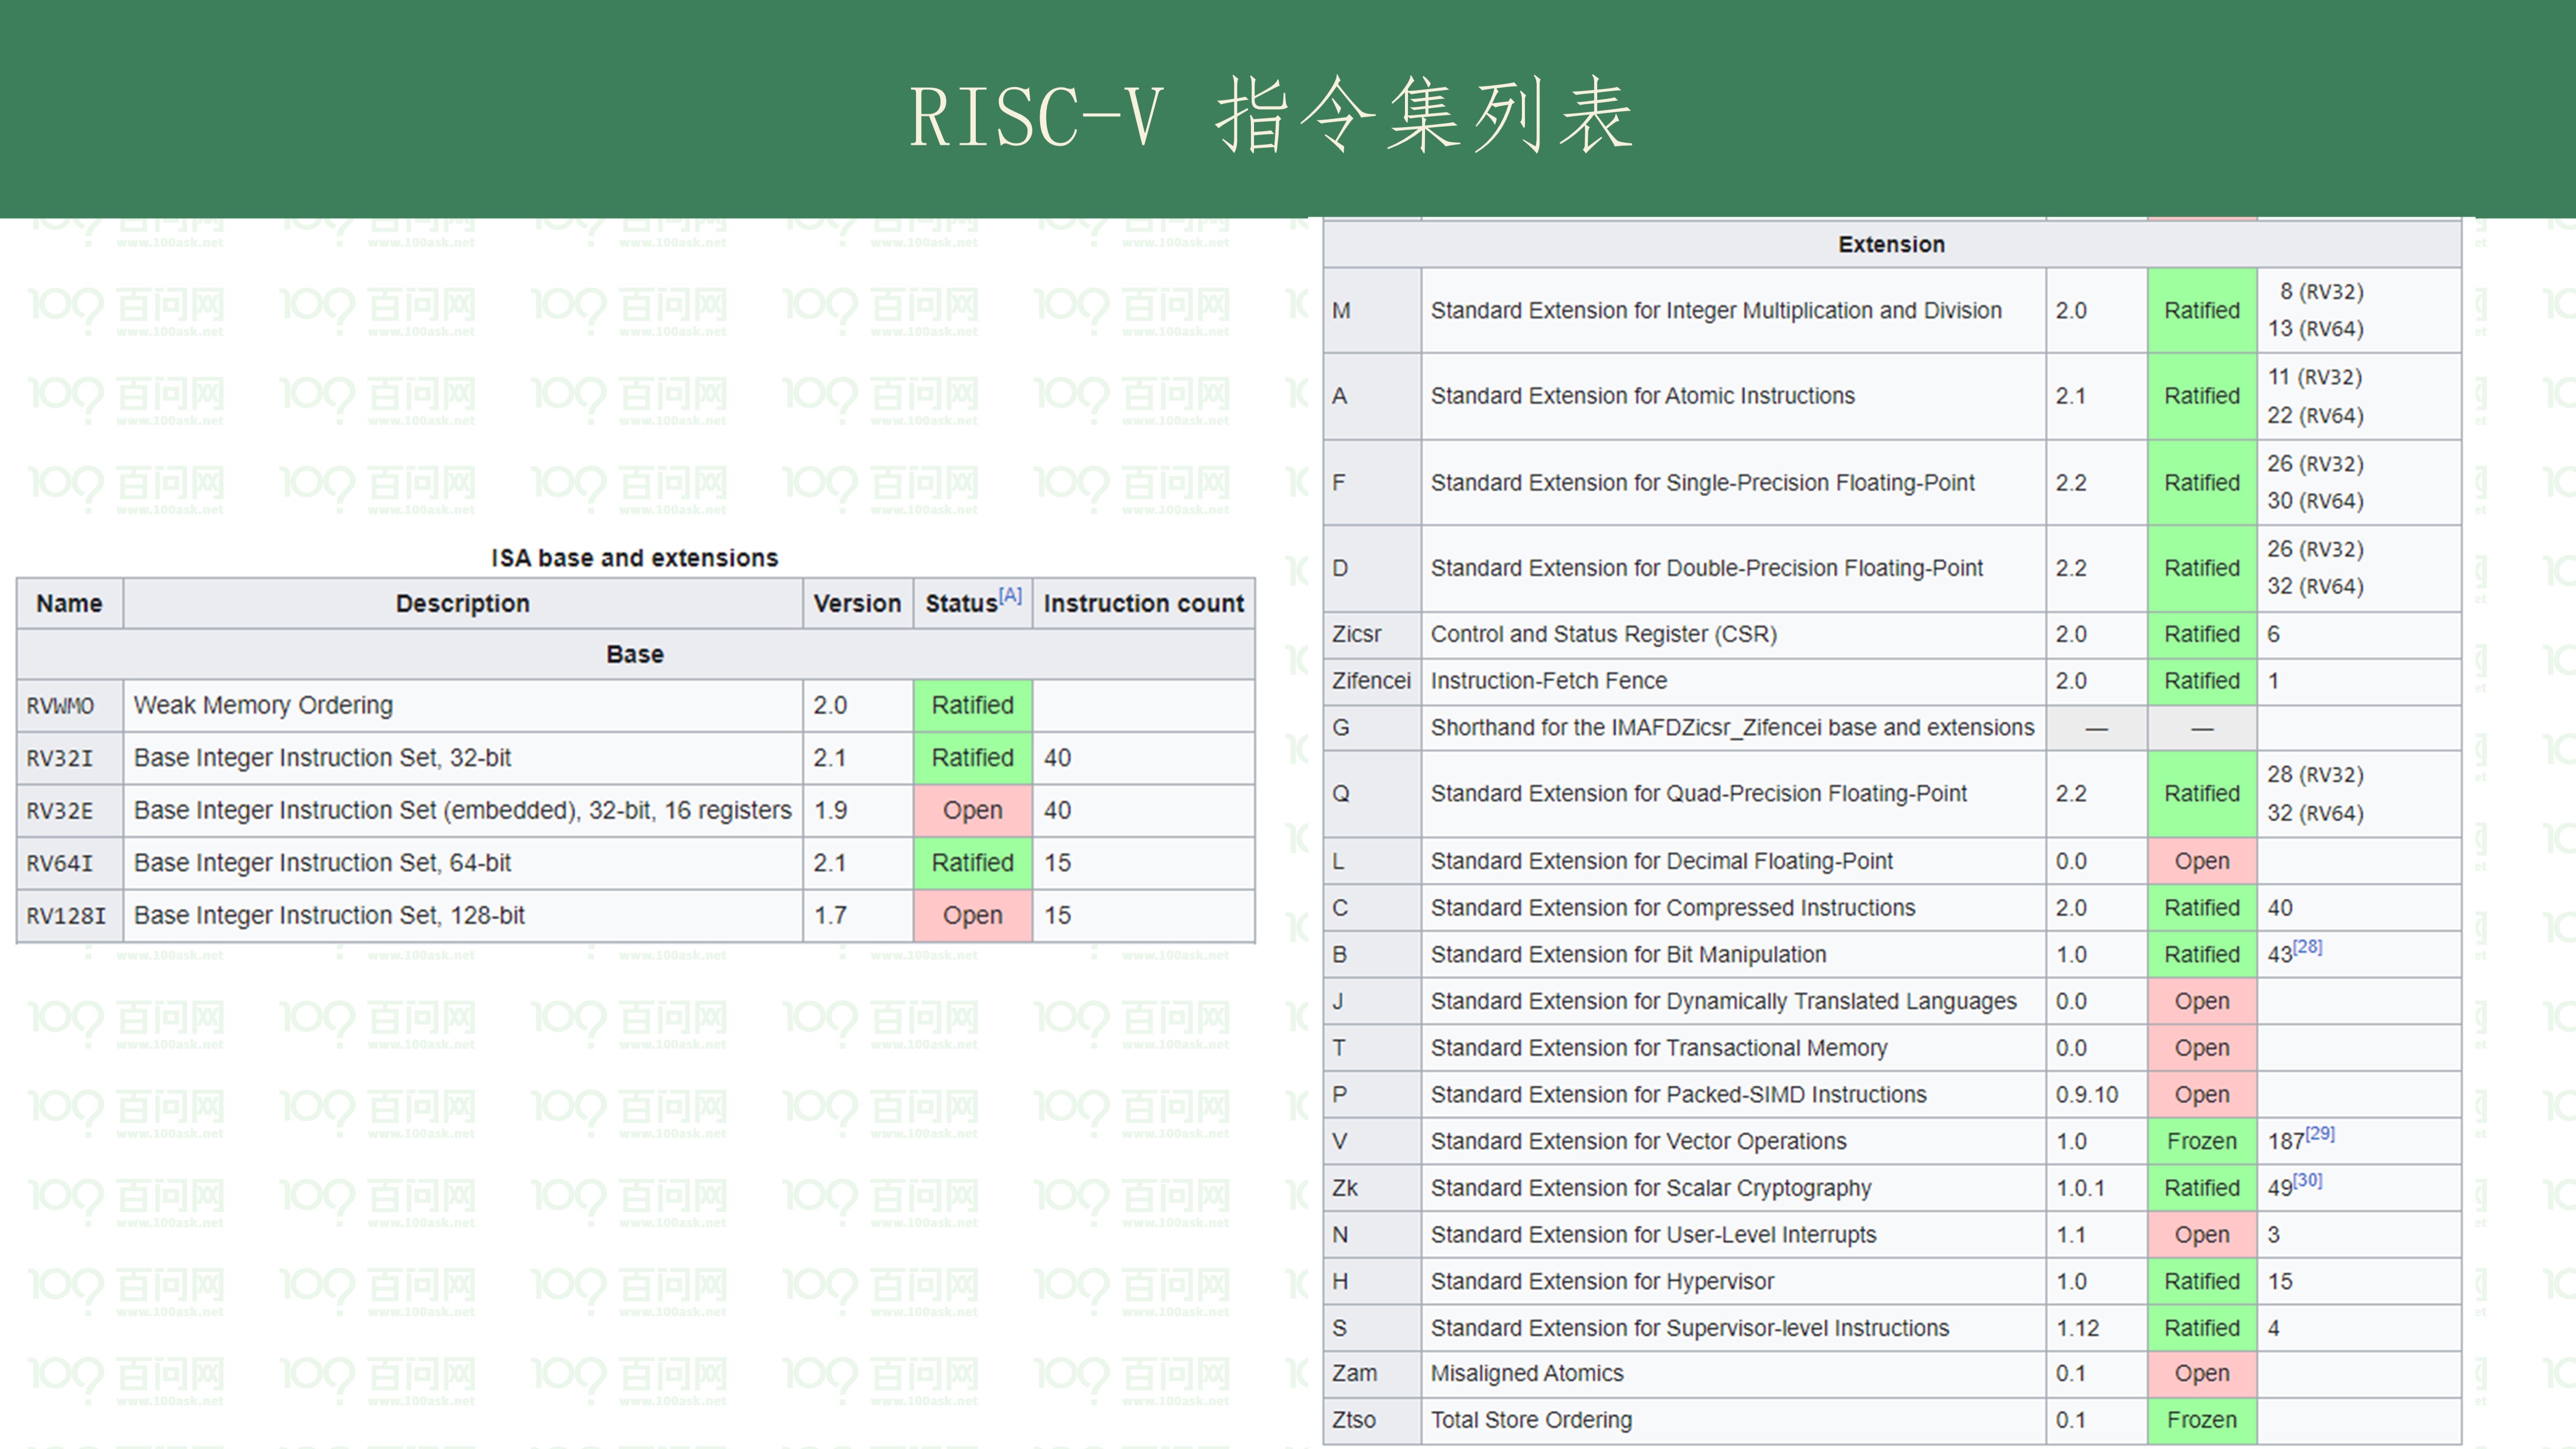 RISC-V 指令集列表
ISA base and extensions
Name Description Version Status[A] Instruction count
Base
RVWMO Weak Memory Ordering 2.0 Ratified
RV32I Base Integer Instruction Set, 32-bit 2.1 Ratified 40
RV32E Base Integer Instruction Set (embedded), 32-bit, 16 registers 1.9 Open 40
RV64I Base Integer Instruction Set, 64-bit 2.1 Ratified 15
RV128I Base Integer Instruction Set, 128-bit 1.7 Open 15
Extension
M Standard Extension for Integer Multiplication and Division 2.0 Ratified 8 (RV32)
13 (RV64)
A Standard Extension for Atomic Instructions 2.1 Ratified 11 (RV32)
22 (RV64)
F Standard Extension for Single-Precision Floating-Point 2.2 Ratified 26 (RV32)
30 (RV64)
D Standard Extension for Double-Precision Floating-Point 2.2 Ratified 26 (RV32)
32 (RV64)
Zicsr Control and Status Register (CSR) 2.0 Ratified 6
Zifencei Instruction-Fetch Fence 2.0 Ratified 1
G Shorthand for the IMAFDZicsr_Zifencei base and extensions — —
Q Standard Extension for Quad-Precision Floating-Point 2.2 Ratified 28 (RV32)
32 (RV64)
L Standard Extension for Decimal Floating-Point 0.0 Open
C Standard Extension for Compressed Instructions 2.0 Ratified 40
B Standard Extension for Bit Manipulation 1.0 Ratified 43[28]
J Standard Extension for Dynamically Translated Languages 0.0 Open
T Standard Extension for Transactional Memory 0.0 Open
P Standard Extension for Packed-SIMD Instructions 0.9.10 Open
V Standard Extension for Vector Operations 1.0 Frozen 187[29]
Zk Standard Extension for Scalar Cryptography 1.0.1 Ratified 49[30]
N Standard Extension for User-Level Interrupts 1.1 Open 3
H Standard Extension for Hypervisor 1.0 Ratified 15
S Standard Extension for Supervisor-level Instructions 1.12 Ratified 4
Zam Misaligned Atomics 0.1 Open
Ztso Total Store Ordering 0.1 Frozen
百问网
www.100ask.net